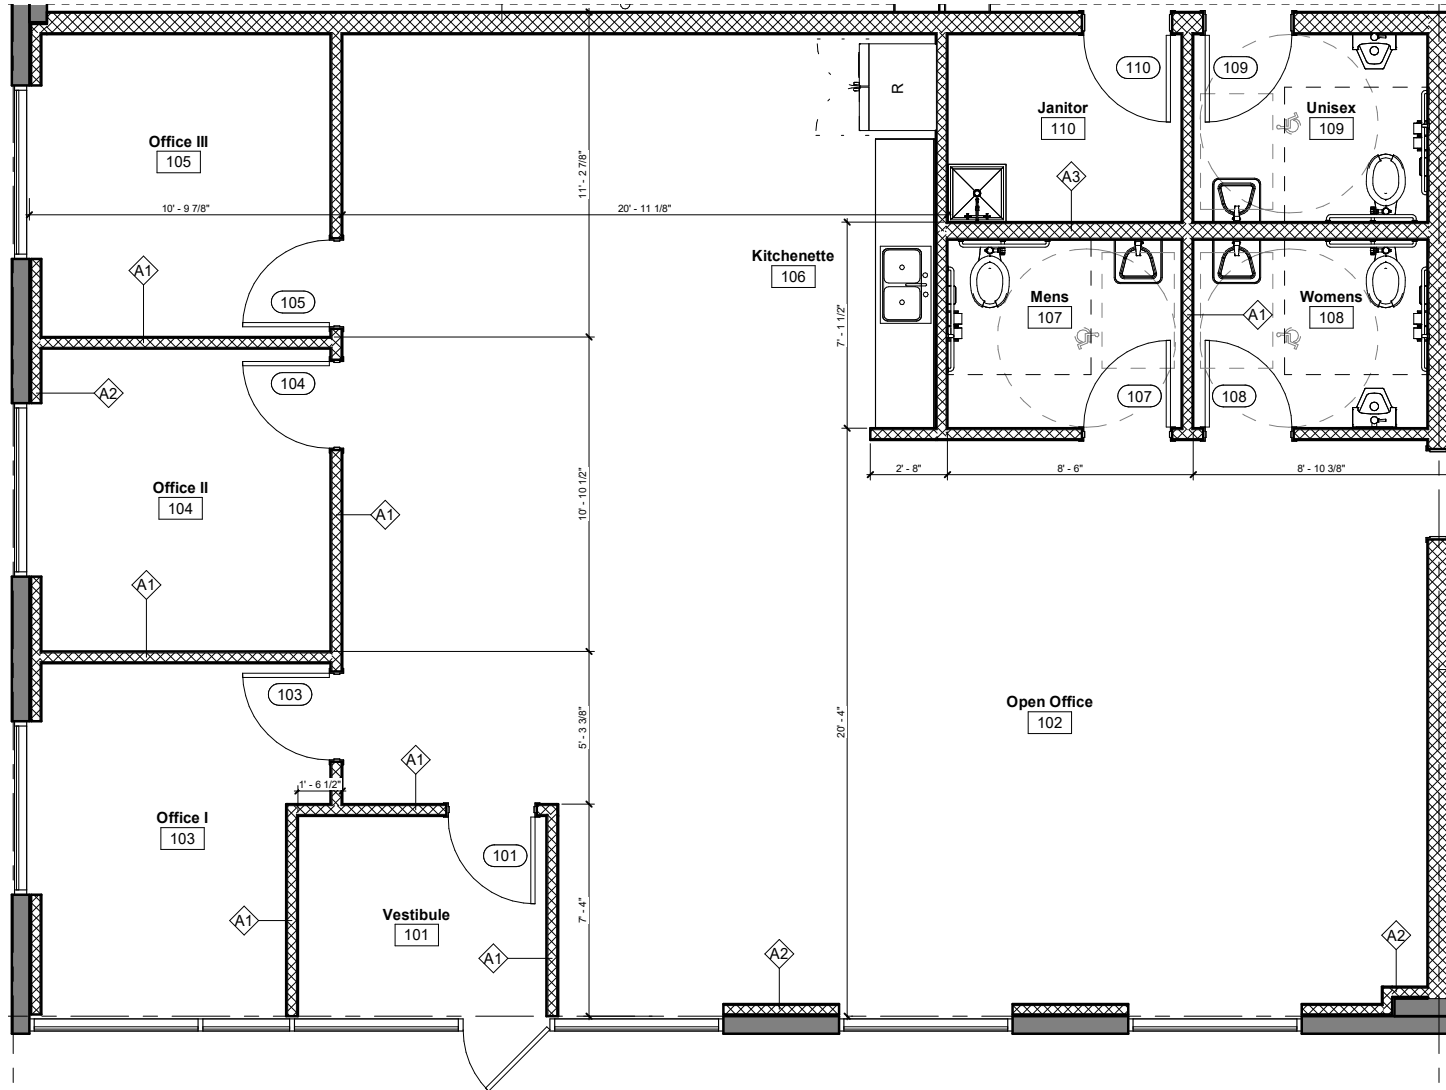 R
110
109
Janitor
110
Unisex
109
Office III
105
11' - 2 7/8"
A3
10' - 9 7/8"
20' - 11 1/8"
Kitchenette
106
A1
105
Mens
107
Womens
108
A1
7' - 1 1/2"
104
A2
107
108
2' - 8"
8' - 6"
8' - 10 3/8"
Office II
104
10' - 10 1/2"
A1
A1
103
Open Office
102
20' - 4"
5' - 3 3/8"
A1
1' - 6 1/2"
Office I
103
101
7' - 4"
A1
Vestibule
101
A1
A2
A2